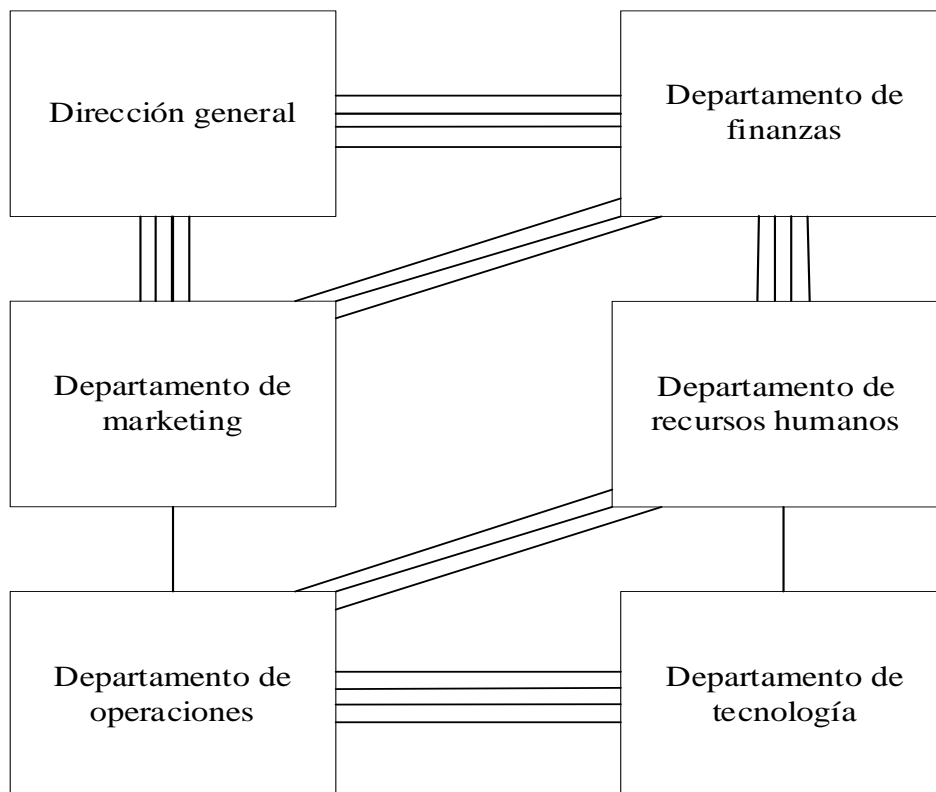 Dirección general
Departamento de
finanzas
Departamento de
marketing
Departamento de
recursos humanos
Departamento de
operaciones
Departamento de
tecnología